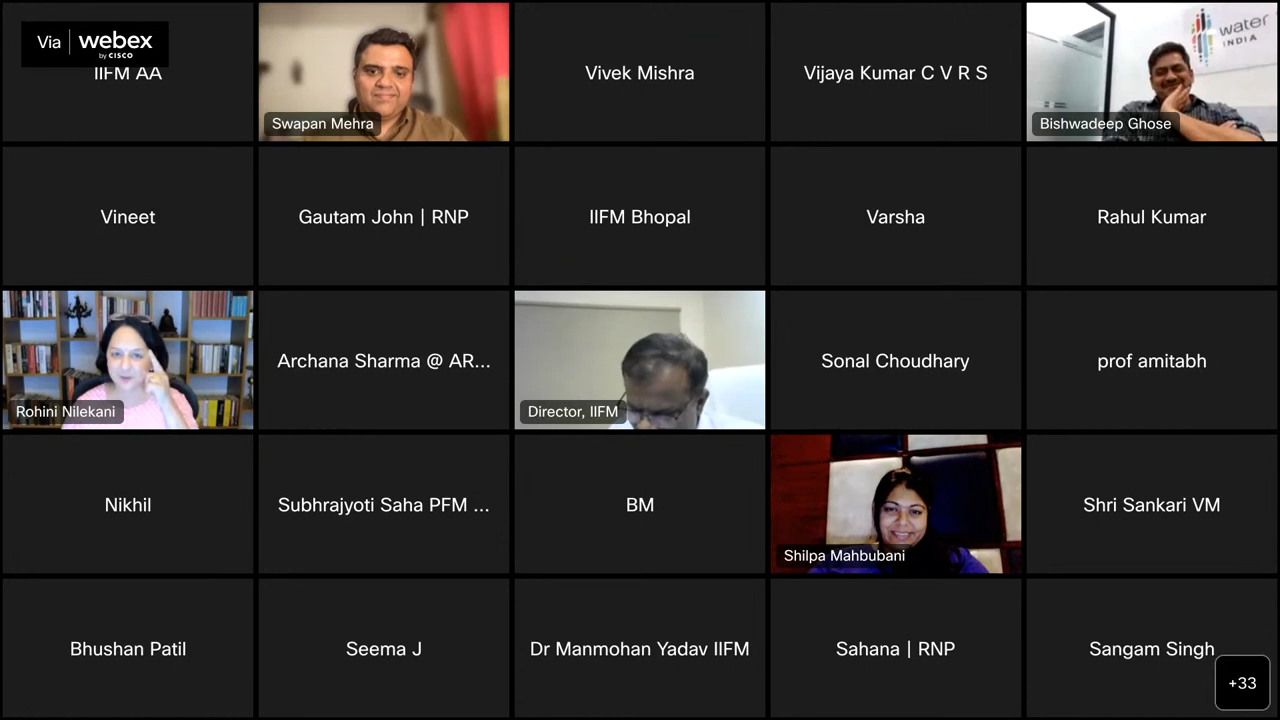 Via | webex
by CISCO
IIFM AA
Swapan Mehra
Vivek Mishra
Vijaya Kumar C V R S
water
INDIA
Bishwadeep Ghose
Vineet
Gautam John | RNP
IIFM Bhopal
Varsha
Rahul Kumar
Rohini Nilekani
Archana Sharma @ AR...
Director, IIFM
Sonal Choudhary
prof amitabh
Nikhil
Subhrajyoti Saha PFM ...
BM
Shilpa Mahbubani
Shri Sankari VM
Bhushan Patil
Seema J
Dr Manmohan Yadav IIFM
Sahana | RNP
Sangam Singh
+33